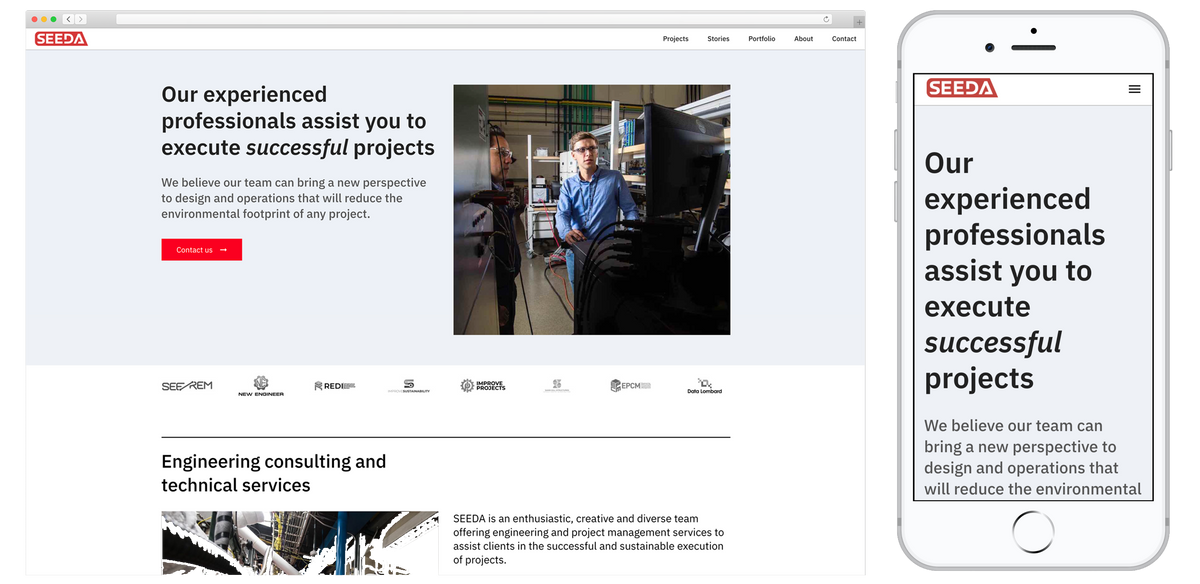 SEEDA
Projects Stories Portfolio About Contact
Our experienced
professionals assist you to
execute successful projects
We believe our team can bring a new perspective
to design and operations that will reduce the
environmental footprint of any project.
Contact us →
NEW ENGINEER
REDI
SUSTAINABILITY
IMPROVE
PROJECTS
EPCM
Data Lombard
Engineering consulting and
technical services
SEEDA is an enthusiastic, creative and diverse team
offering engineering and project management services to
assist clients in the successful and sustainable execution
of projects.
SEEDA
Our
experienced
professionals
assist you to
execute
successful
projects
We believe our team can
bring a new perspective to
design and operations that
will reduce the environmental